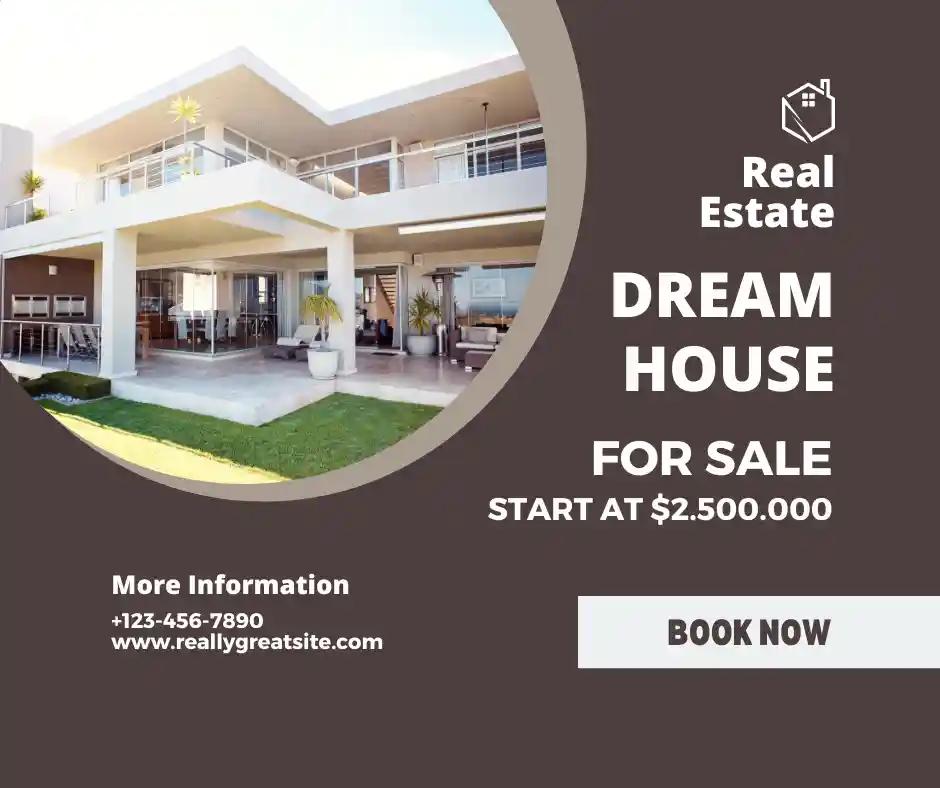 Real
Estate
DREAM
HOUSE
FOR SALE
START AT $2.500.000
More Information
+123-456-7890
www.reallygreatsite.com
BOOK NOW